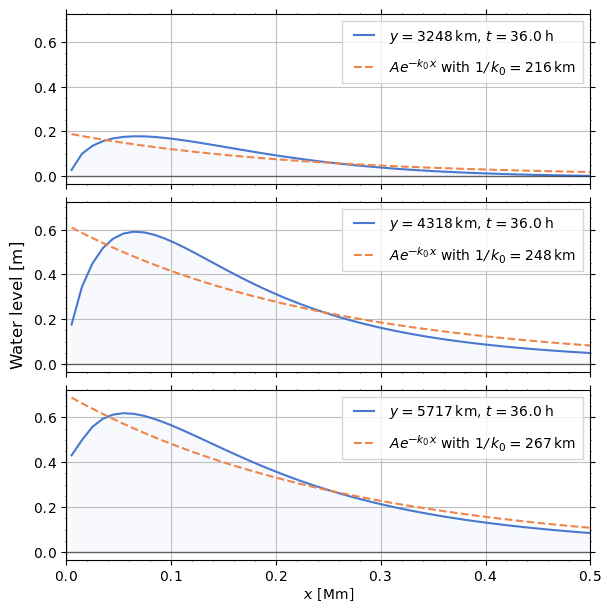 y = 3248 km, t = 36.0 h
Ae^{-k_0x} with 1/k_0 = 216 km
0.6
0.4
0.2
0.0
y = 4318 km, t = 36.0 h
Ae^{-k_0x} with 1/k_0 = 248 km
0.6
0.4
0.2
0.0
Water level [m]
y = 5717 km, t = 36.0 h
Ae^{-k_0x} with 1/k_0 = 267 km
0.6
0.4
0.2
0.0
0.0 0.1 0.2 0.3 0.4 0.5
x [Mm]